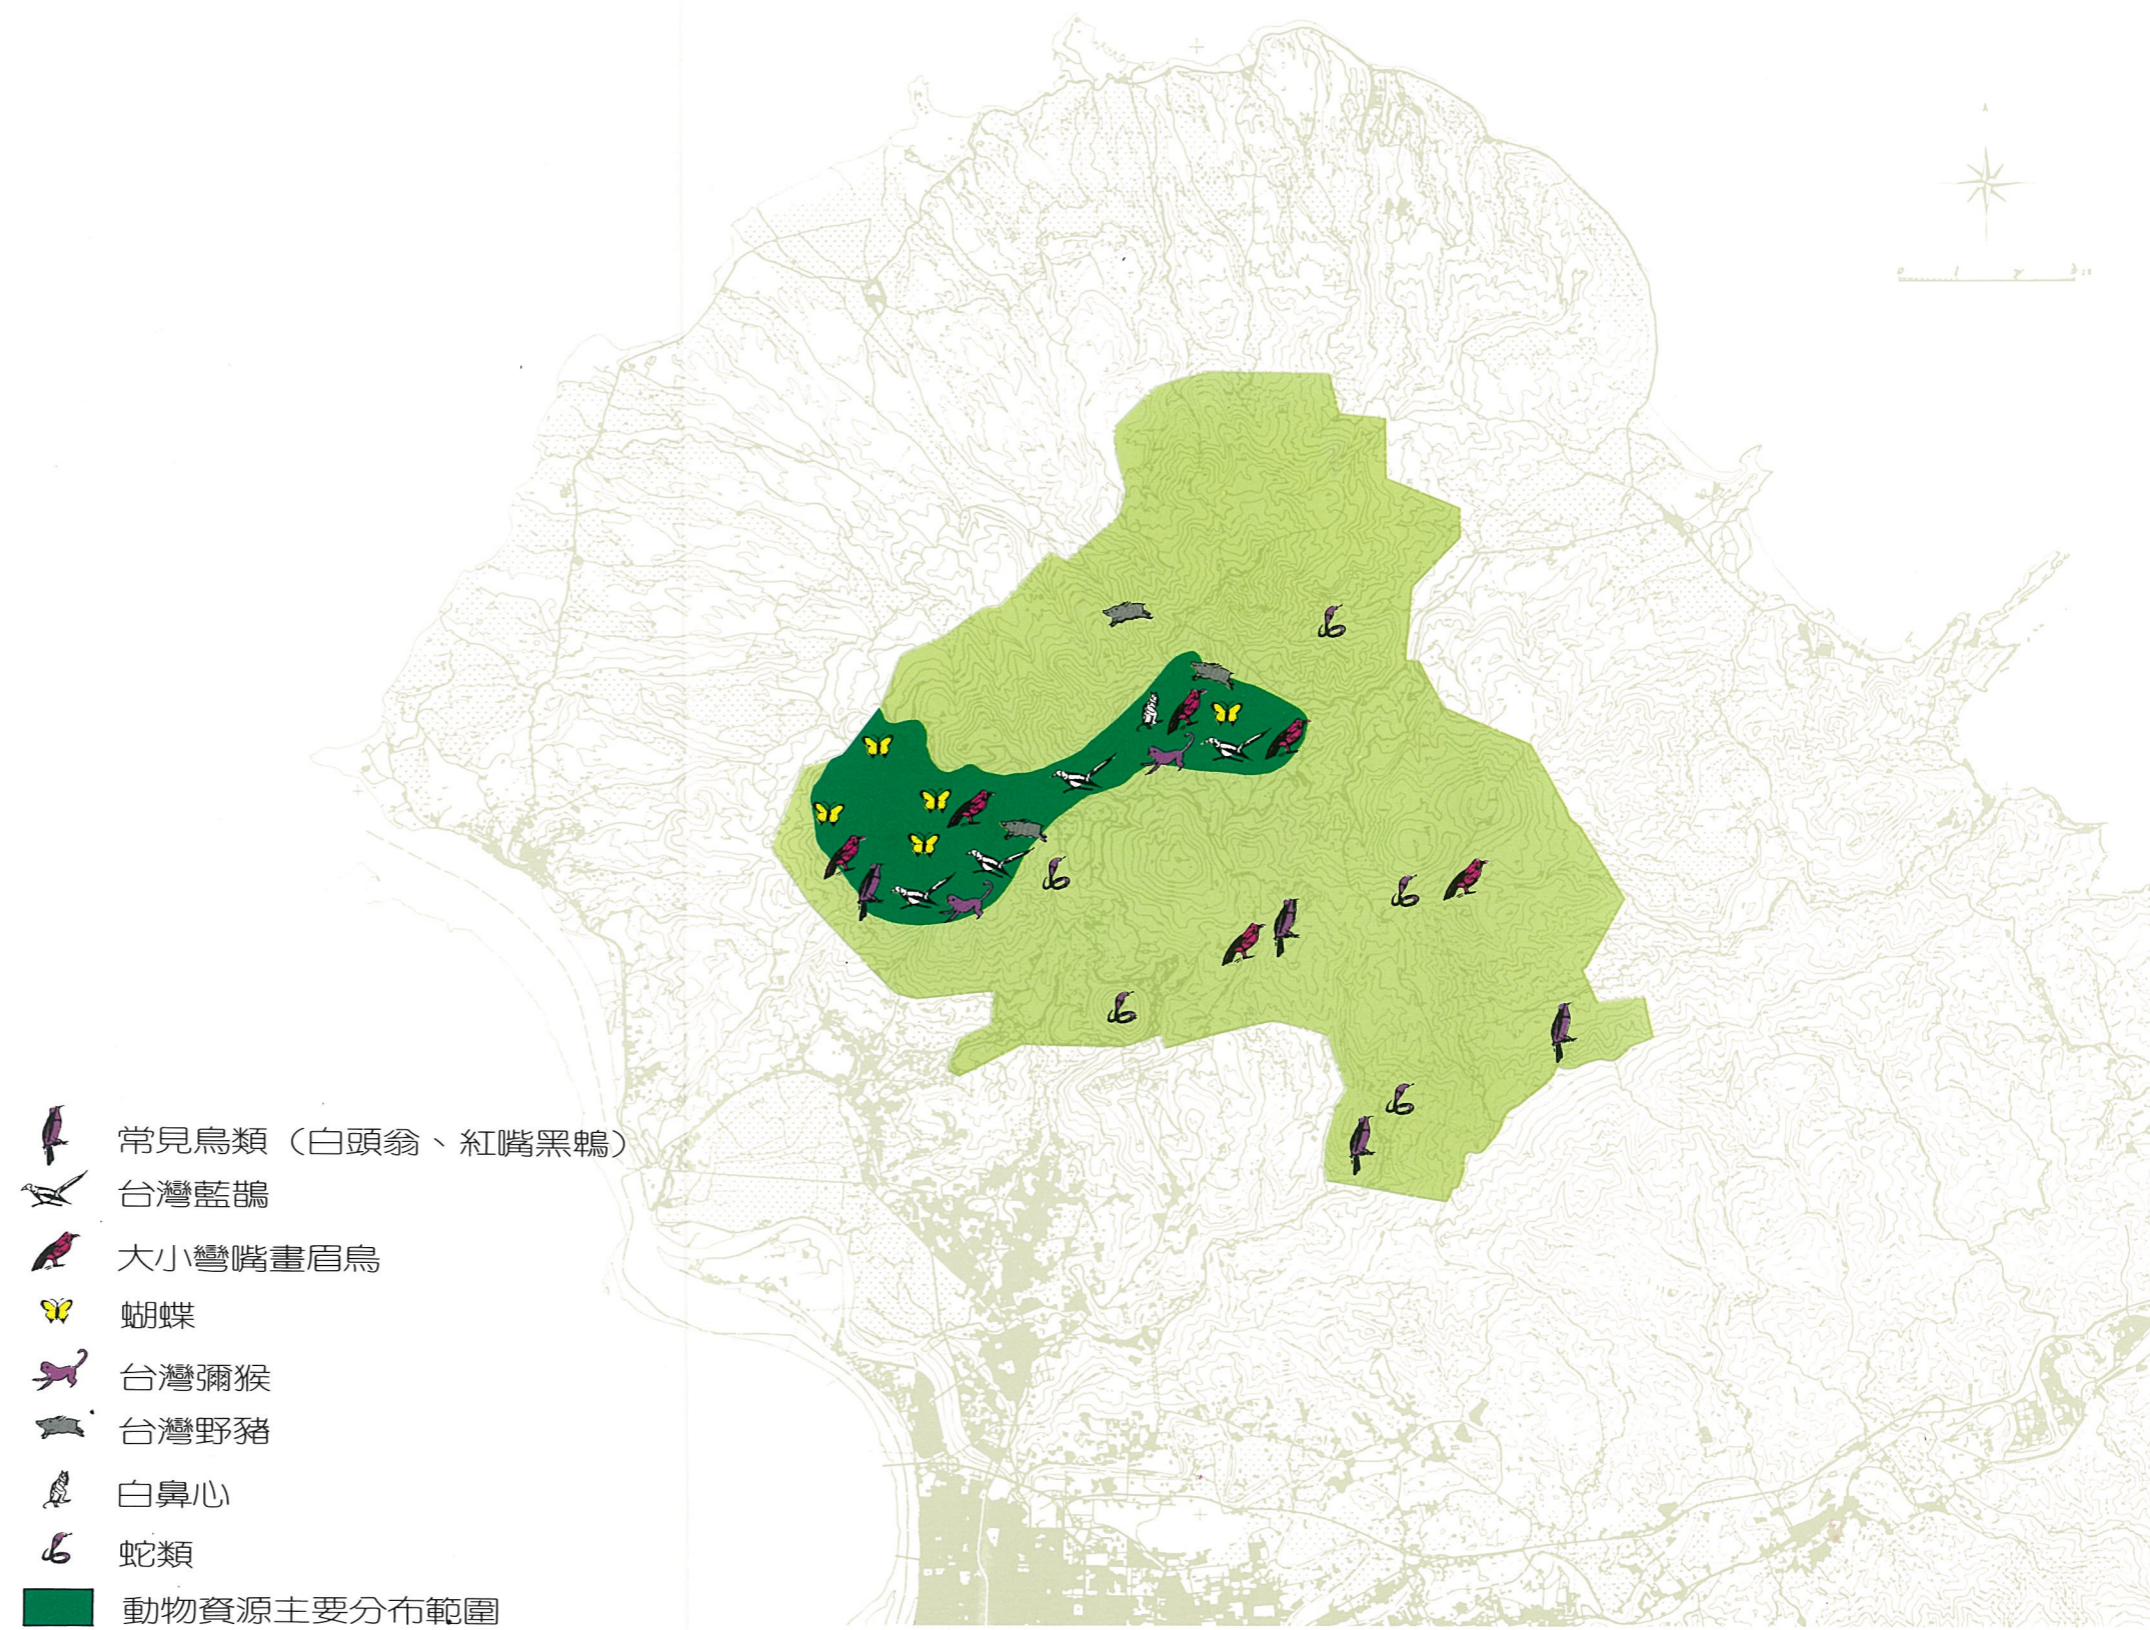 常見鳥類（白頭翁、紅嘴黑鵯）
台灣藍鵲
大小彎嘴畫眉鳥
蝴蝶
台灣彌猴
台灣野豬
白鼻心
蛇類
動物資源主要分布範圍